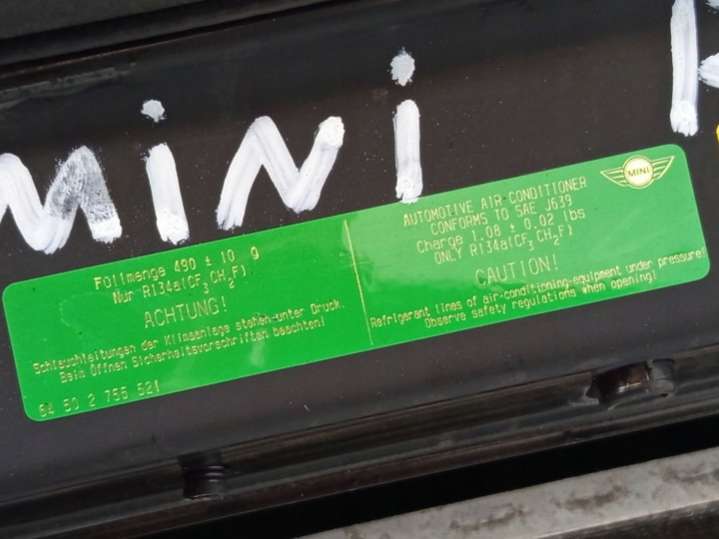 Mini
Füllmenge 490 ± 10 g
Nur R134a(CF3CH2F)
ACHTUNG!
Schlauchleitungen der Klimaanlage stehen unter Druck.
Beim Öffnen Sicherheitsvorschriften beachten!
64 50 2 755 521
MINI
AUTOMOTIVE AIR-CONDITIONER
CONFORMS TO SAE J639
Charge 1.08 ± 0.02 lbs
ONLY R134a(CF3CH2F)
CAUTION!
Refrigerant lines of air-conditioning-equipment under pressure!
Observe safety regulations when opening!